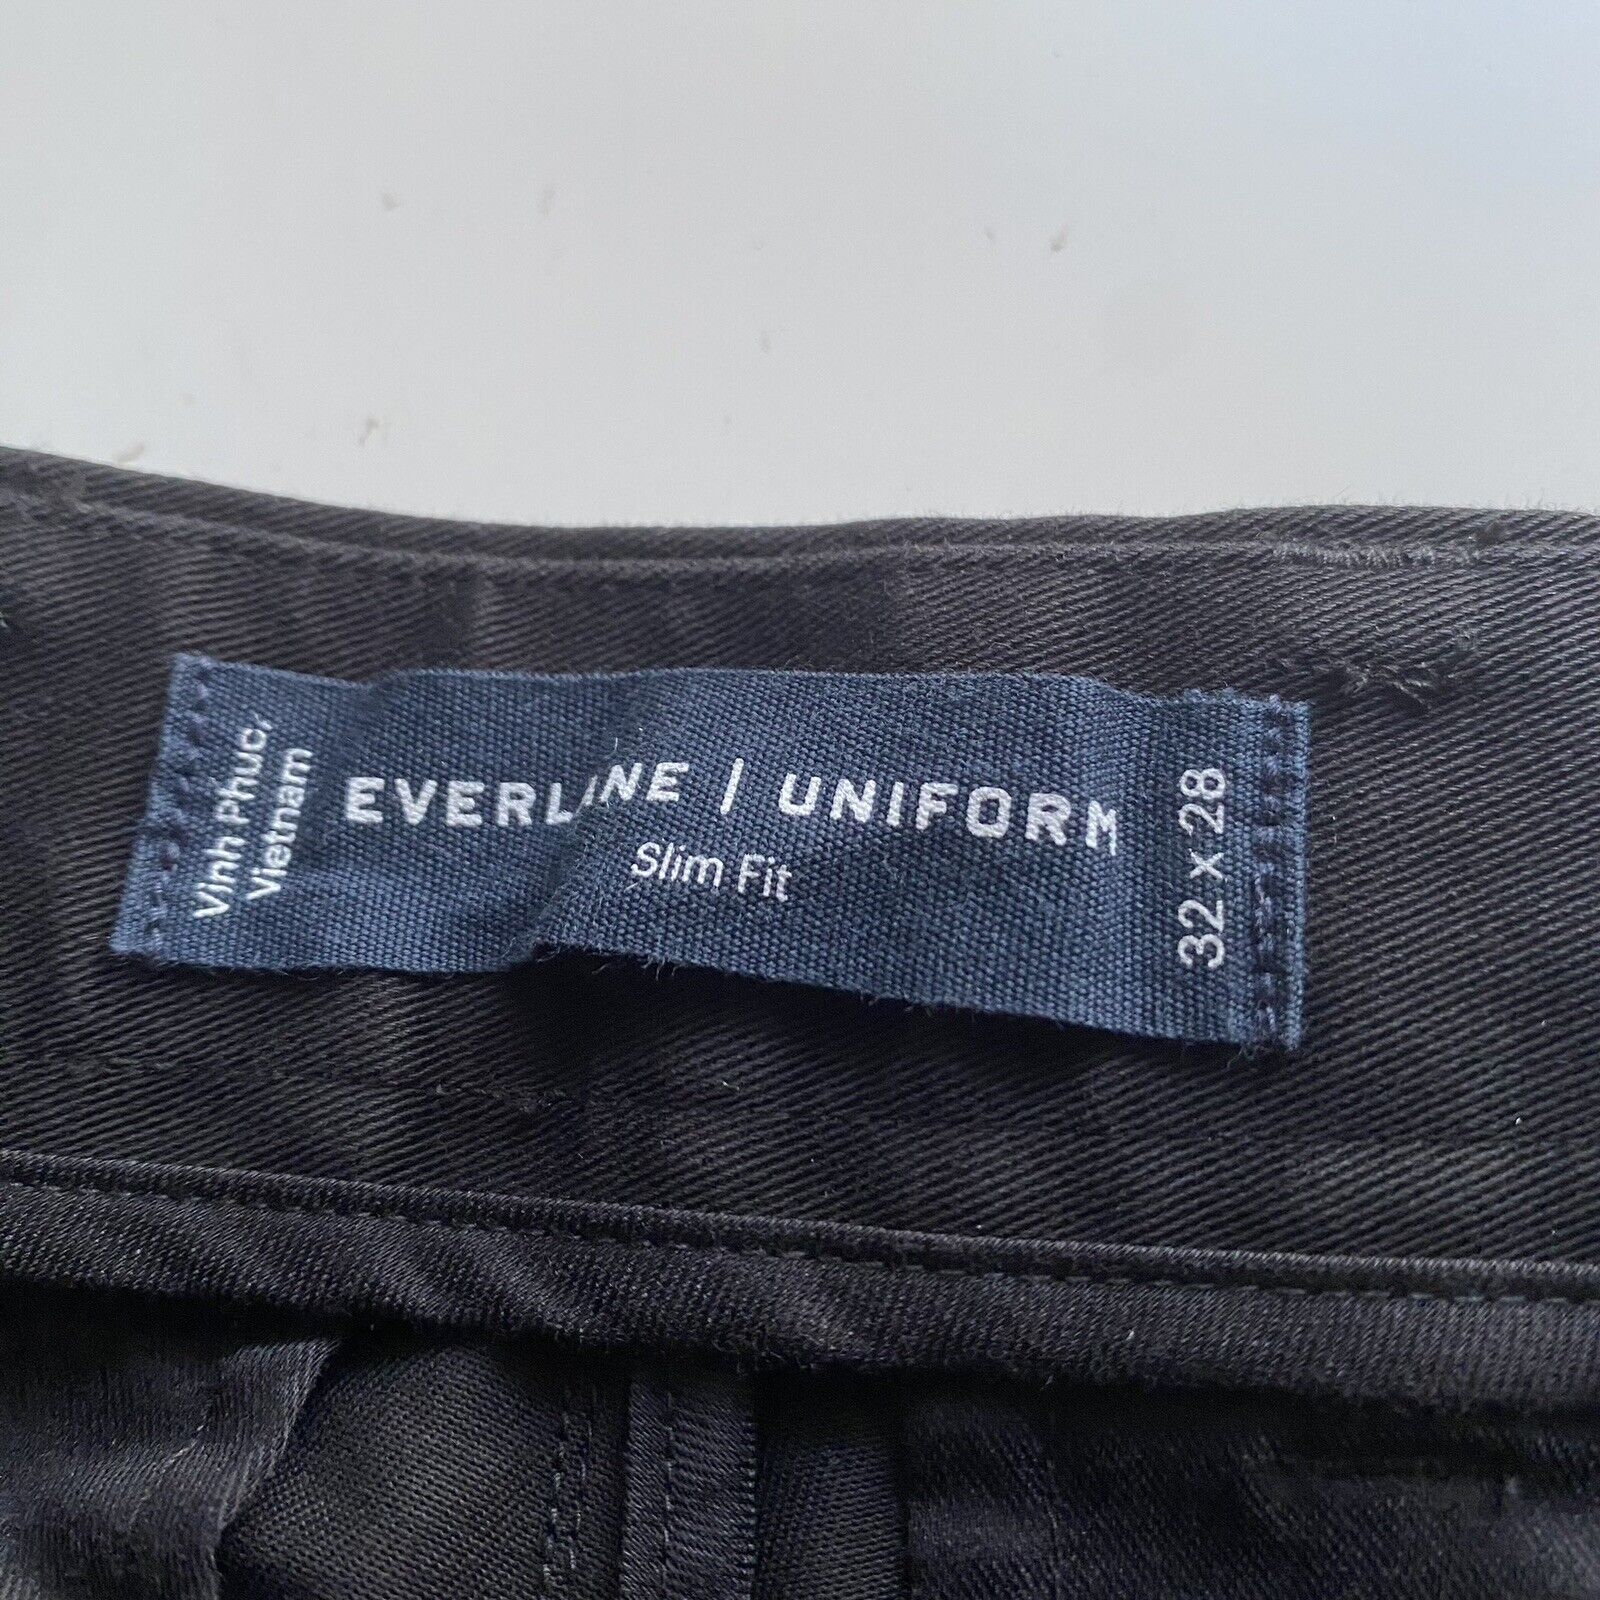 Vinh Phuc,
Vietnam
EVERLANE | UNIFORM
Slim Fit
32 x 28